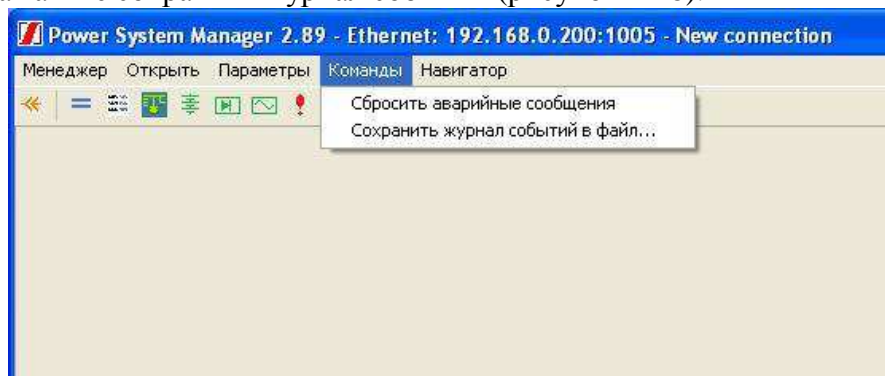 Power System Manager 2.89 - Ethernet: 192.168.0.200:1005 - New connection
Менеджер Открыть Параметры Команды Навигатор
Сбросить аварийные сообщения
Сохранить журнал событий в файл...